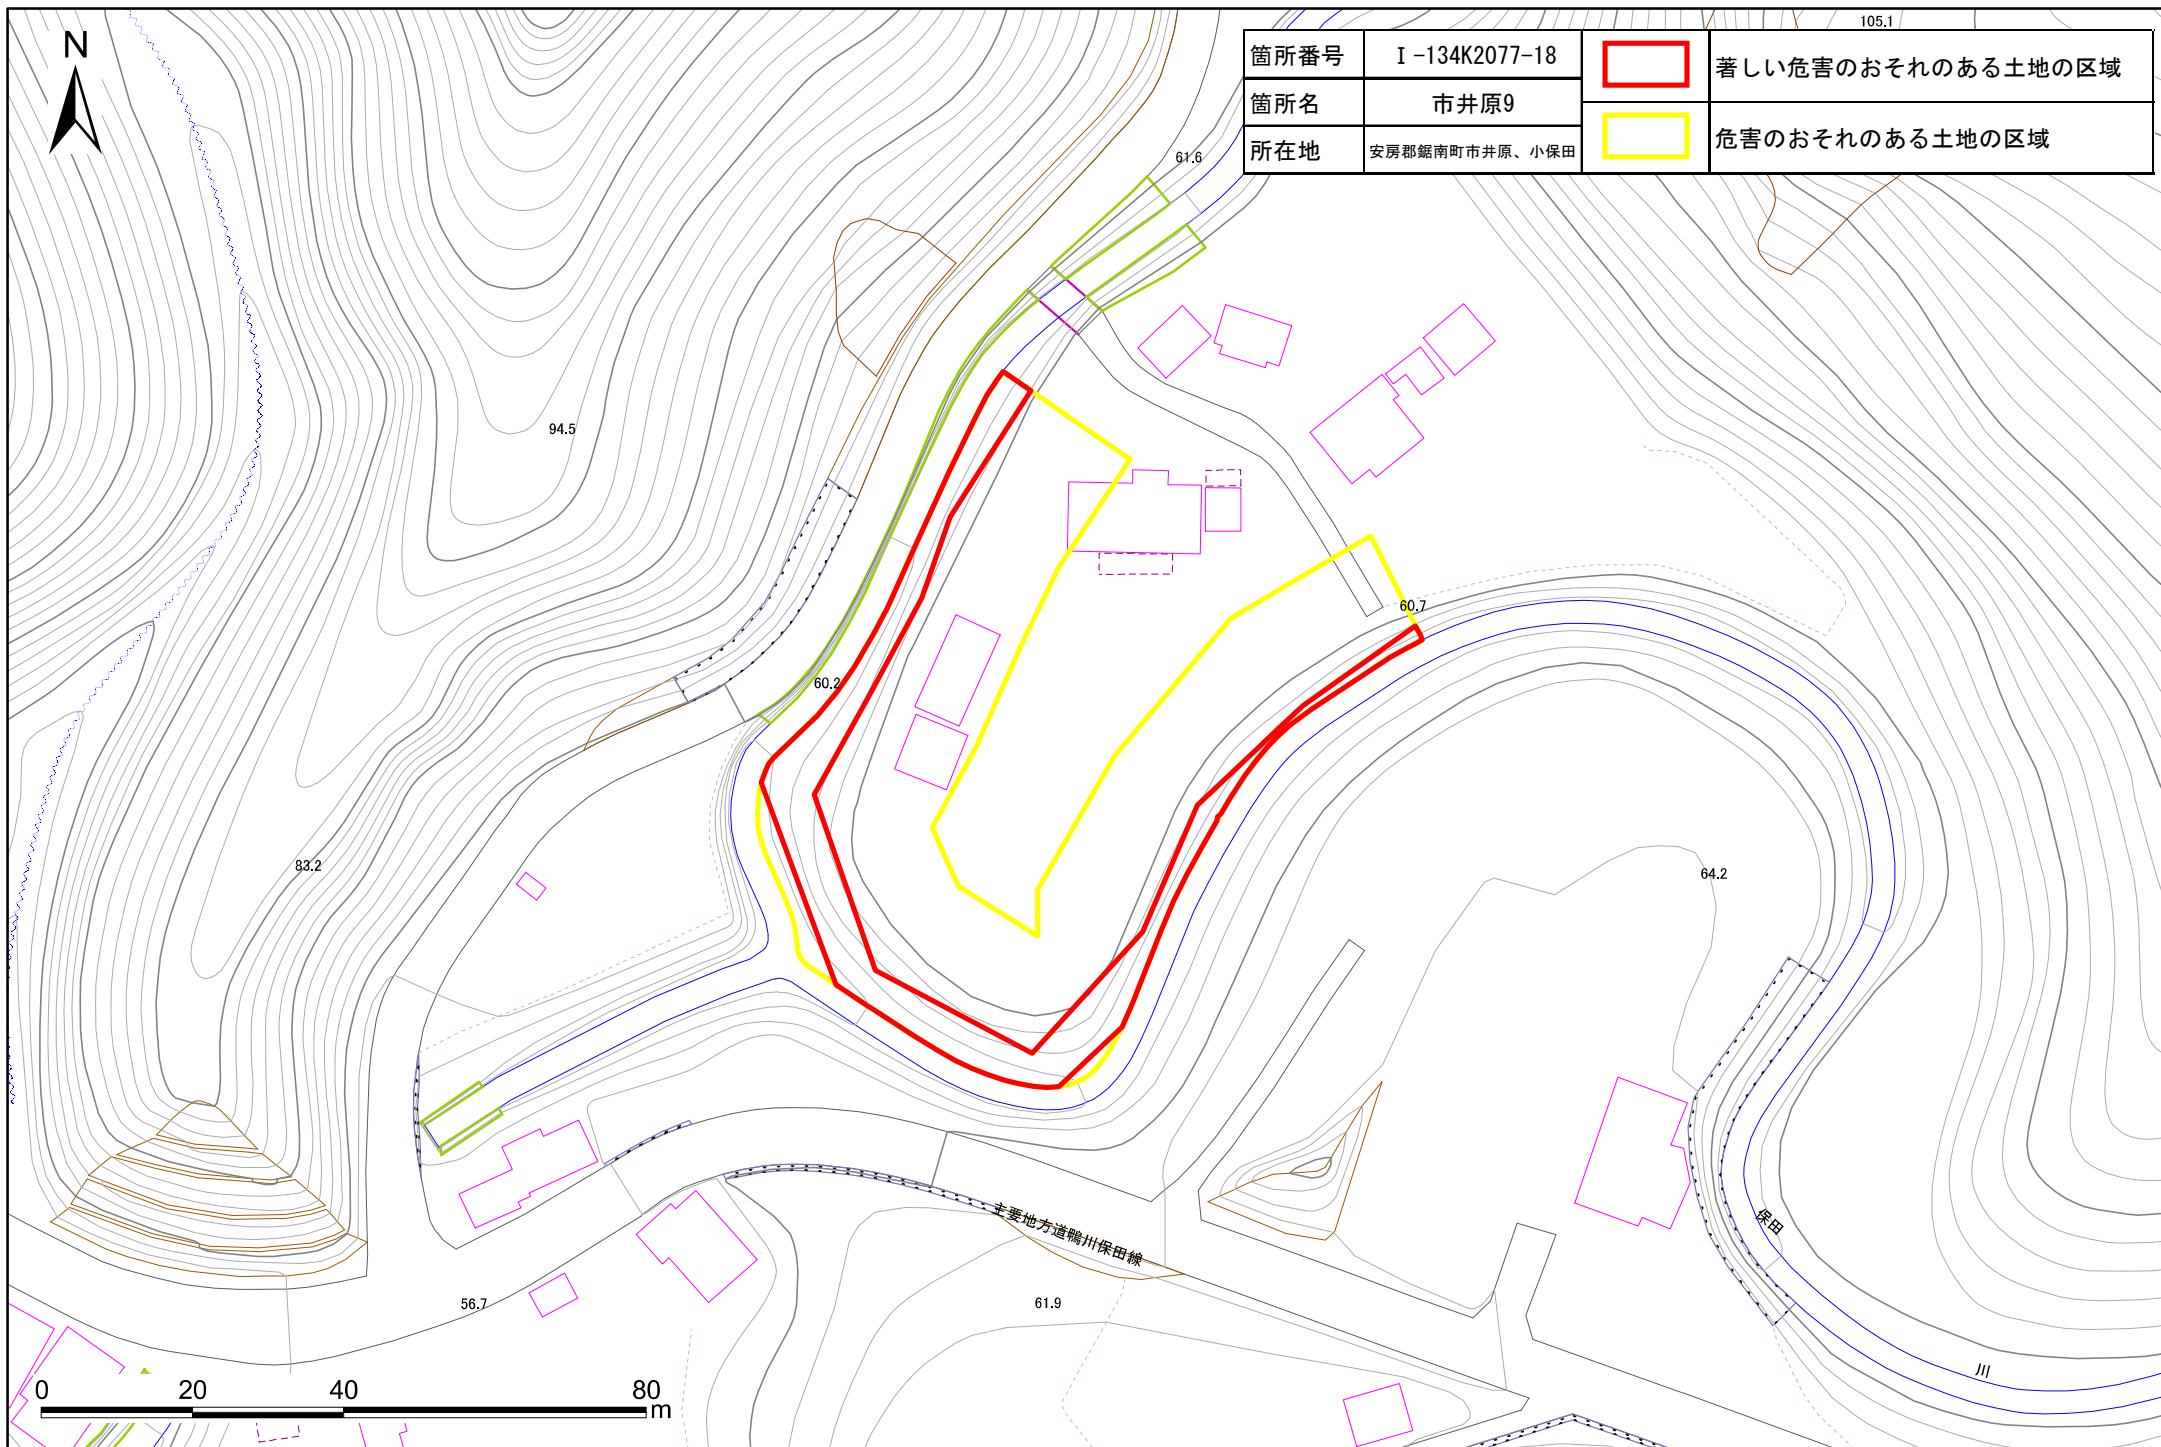 N
箇所番号 Ⅰ-134K2077-18
箇所名 市井原9
所在地 安房郡鋸南町市井原、小保田
著しい危害のおそれのある土地の区域
危害のおそれのある土地の区域
105.1
61.6
94.5
60.7
60.2
83.2
64.2
保田
主要地方道鴨川保田線
56.7
61.9
川
0 20 40 80 m